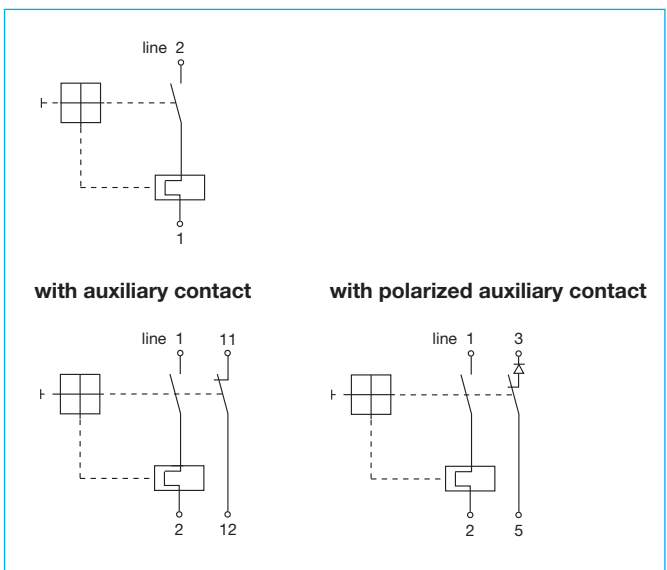 line 2
1
with auxiliary contact
with polarized auxiliary contact
line 1 11
line 1 3
2 12
2 5